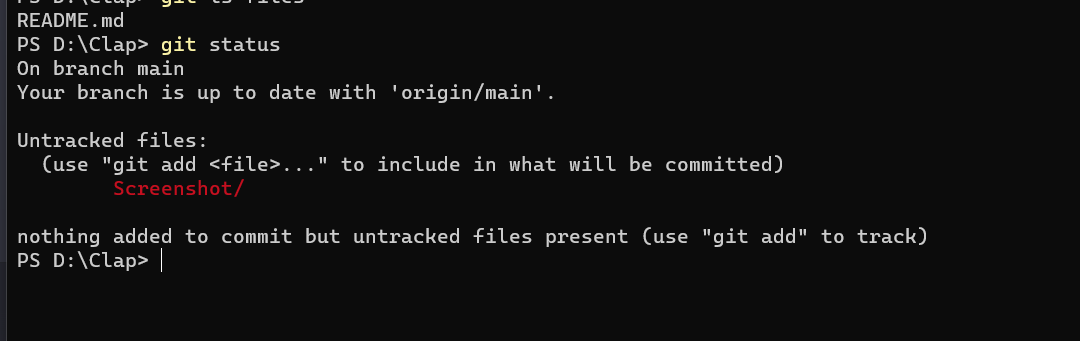 PS D:\Clap> git ls-files
README.md
PS D:\Clap> git status
On branch main
Your branch is up to date with 'origin/main'.
Untracked files:
(use "git add <file>..." to include in what will be committed)
Screenshot/
nothing added to commit but untracked files present (use "git add" to track)
PS D:\Clap>